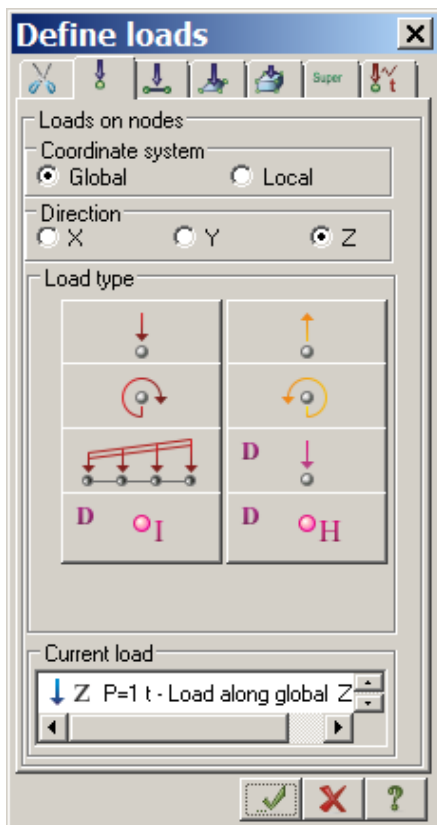 Define loads
Super
t
Loads on nodes
Coordinate system
Global Local
Direction
X Y Z
Load type
D
D I D H
Current load
Z P=1 t - Load along global Z
?